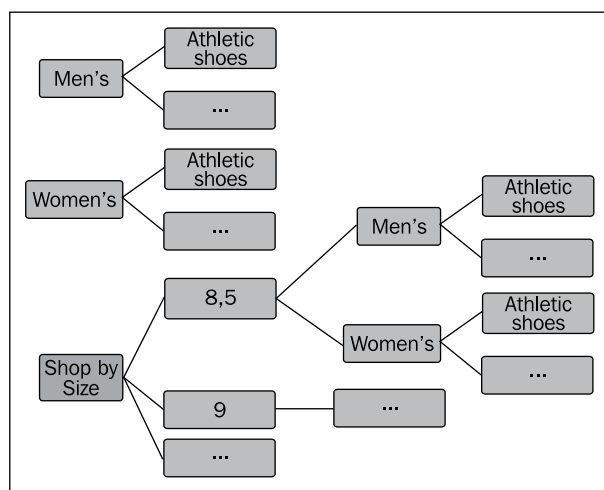 Athletic
shoes
Men's
...
Athletic
shoes
Women's
...
Athletic
shoes
Men's
...
8,5
Athletic
shoes
Women's
...
Shop by
Size
9
...
...